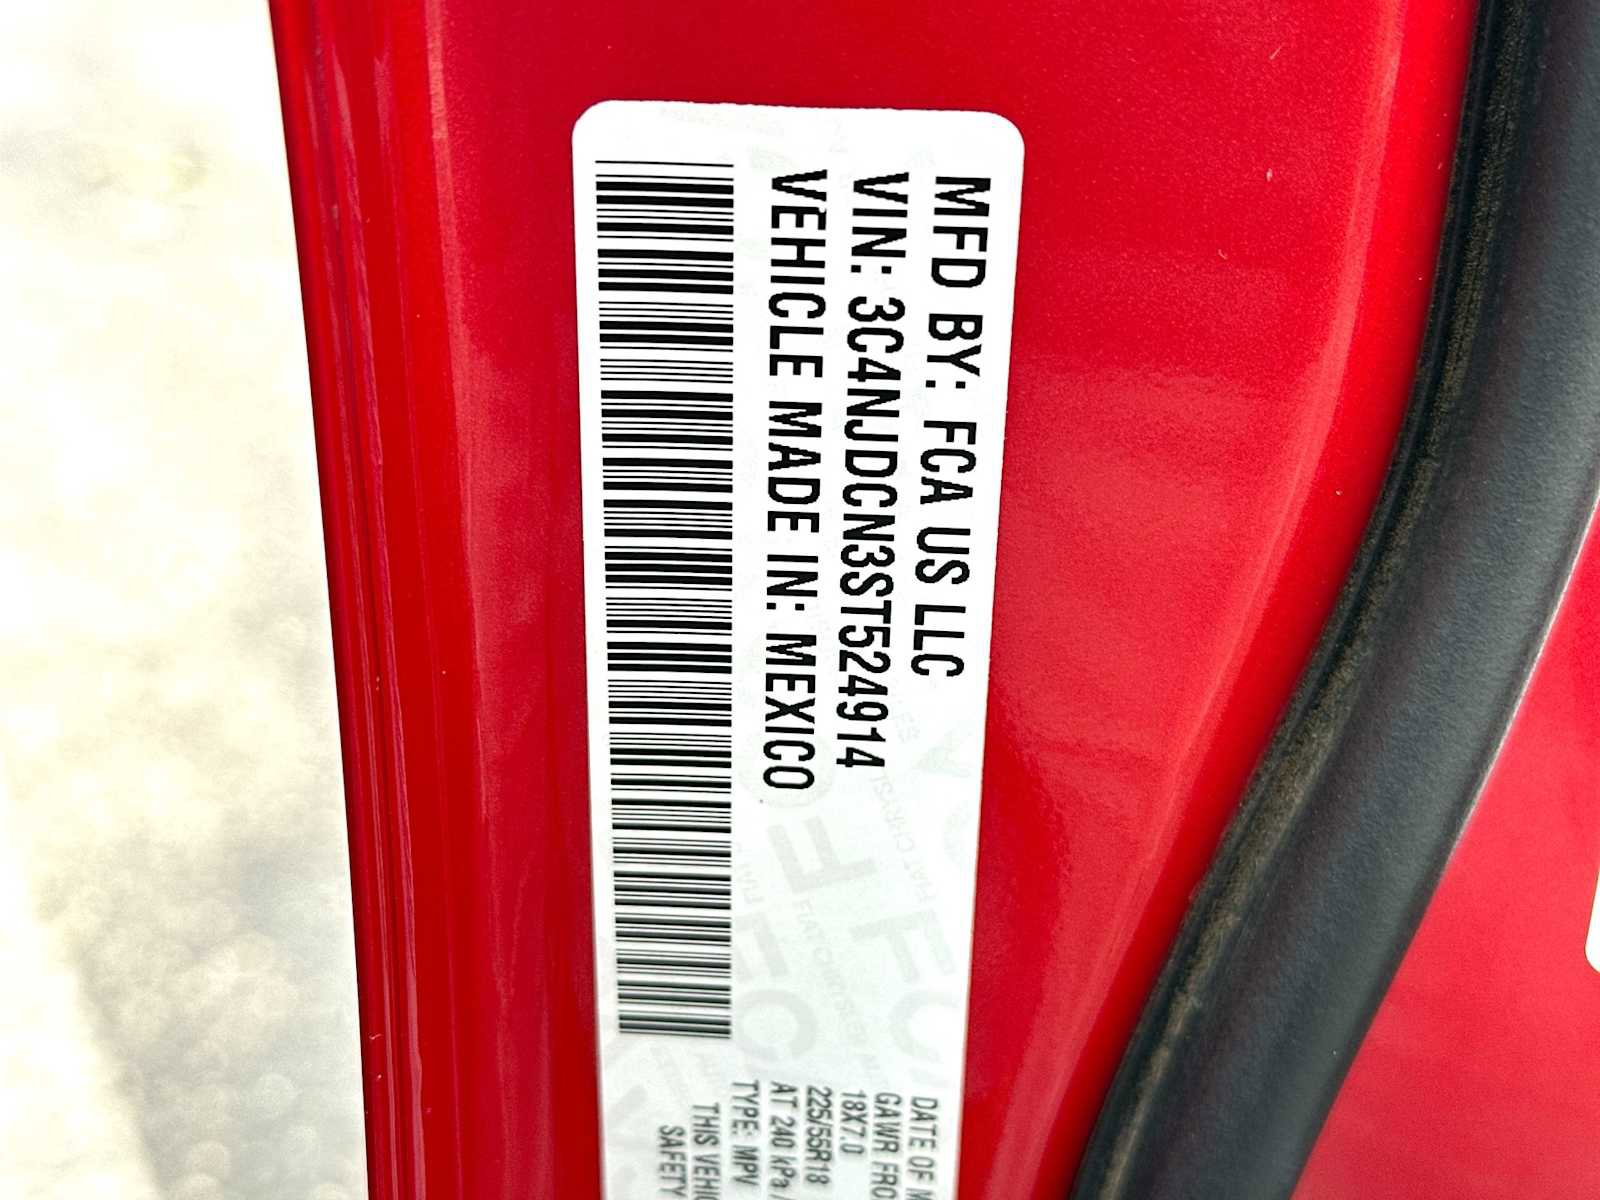 MFD BY: FCA US LLC
VIN: 3C4NJDCN3ST524914
VEHICLE MADE IN: MEXICO
DATE OF
GAWR FRO
18X7.0
225/55R18
AT 240 kPa/
TYPE: MPV
THIS VEHIC
SAFETY